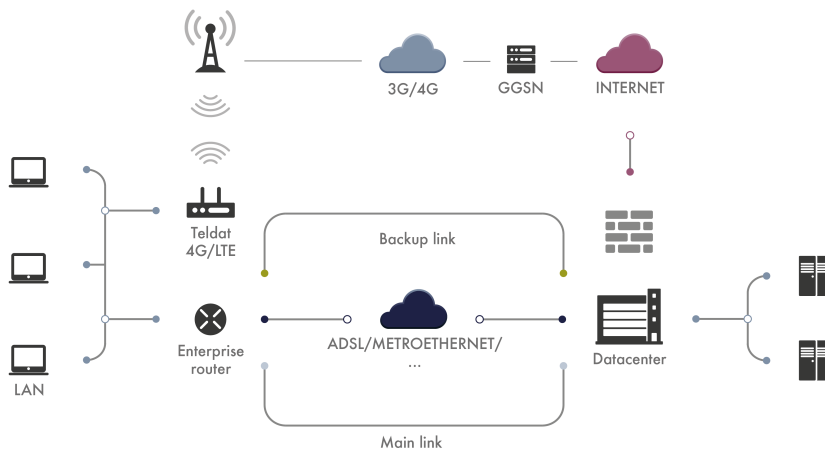 3G/4G
GGSN
INTERNET
Teldat
4G/LTE
Backup link
Enterprise
router
ADSL/METROETHERNET/
...
Datacenter
LAN
Main link